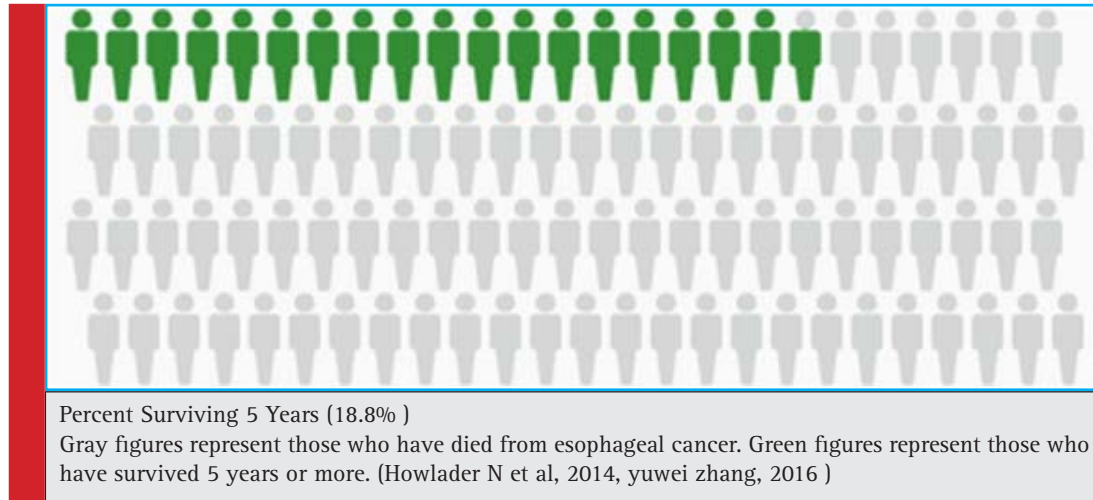 Percent Surviving 5 Years (18.8% )
Gray figures represent those who have died from esophageal cancer. Green figures represent those who
have survived 5 years or more. (Howlader N et al, 2014, yuwei zhang, 2016 )